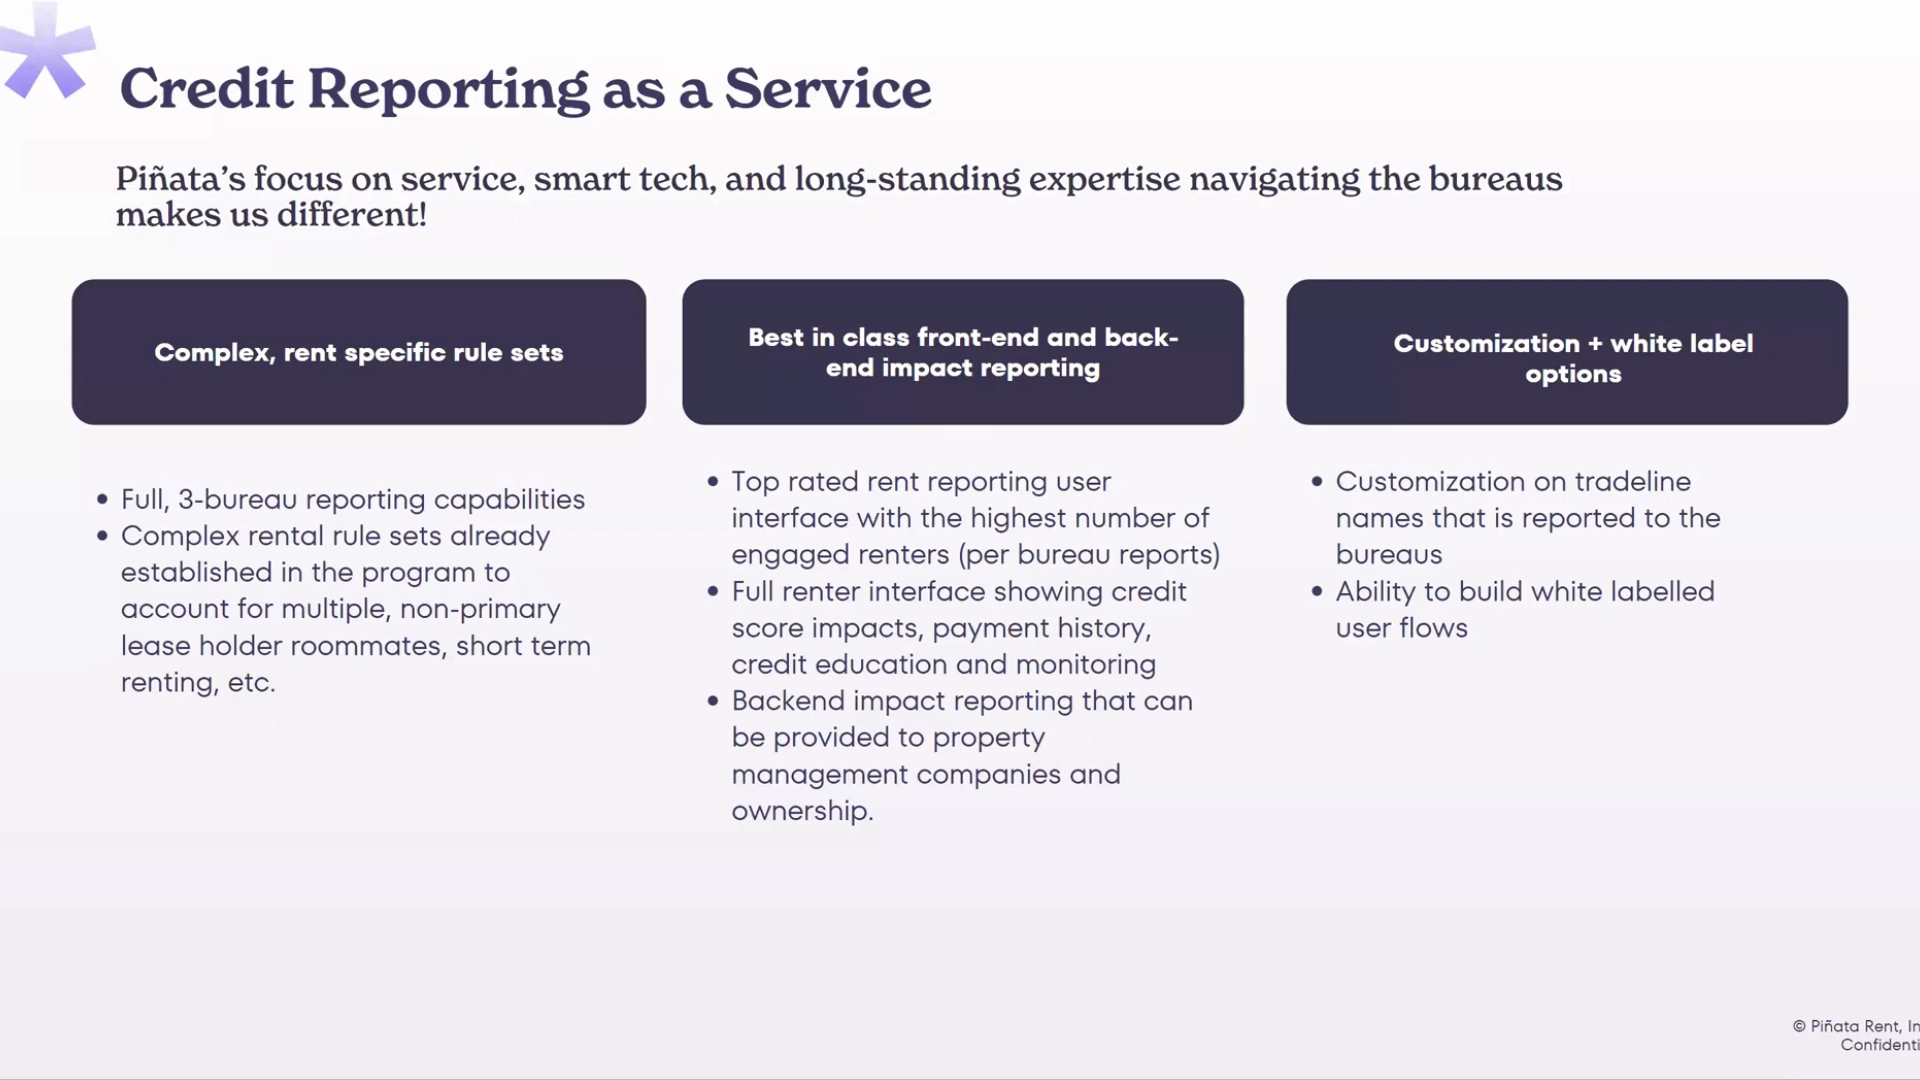 Credit Reporting as a Service
Piñata’s focus on service, smart tech, and long-standing expertise navigating the bureaus
makes us different!
Complex, rent specific rule sets
• Full, 3-bureau reporting capabilities
• Complex rental rule sets already
established in the program to
account for multiple, non-primary
lease holder roommates, short term
renting, etc.
Best in class front-end and back-
end impact reporting
• Top rated rent reporting user
interface with the highest number of
engaged renters (per bureau reports)
• Full renter interface showing credit
score impacts, payment history,
credit education and monitoring
• Backend impact reporting that can
be provided to property
management companies and
ownership.
Customization + white label
options
• Customization on tradeline
names that is reported to the
bureaus
• Ability to build white labelled
user flows
© Piñata Rent, In
Confidenti